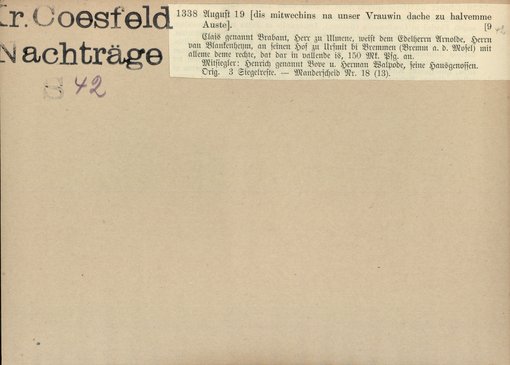 Kr. Coesfeld
Nachträge
S 42
1338 August 19 [dis mitwechins na unser Vrauwin dache zu halvemme
Auste]. [9
Clais genannt Brabant, Herr zu Ulmene, weist dem Edelherrn Arnolde, Herrn
van Blankenheym, an seinen Hof zu Ursmit bi Bremmen (Bremm a. d. Mosel) mit
alleme deme rechte, dat dar in vallende is, 150 Mk. Pfg. an.
Mitsiegler: Henrich genannt Bove u. Herman Walpode, seine Hausgenossen.
Orig. 3 Siegelreste. — Manderscheid Nr. 18 (13).